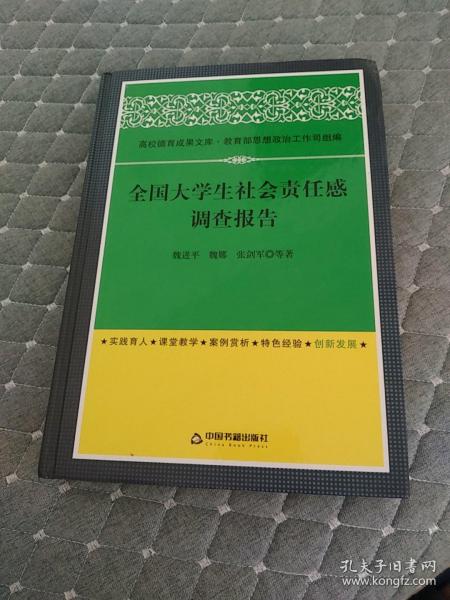 高校德育成果文库·教育部思想政治工作司组编
全国大学生社会责任感
调查报告
魏进平 魏娜 张剑军◎等著
★实践育人★课堂教学★案例赏析★特色经验★创新发展★
中国书籍出版社
China Book Press
孔夫子旧书网
www.kongfz.com